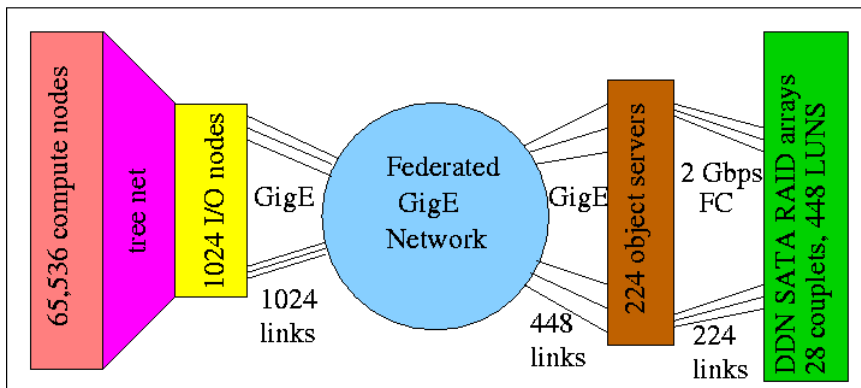 65,536 compute nodes
tree net
1024 I/O nodes
GigE
1024
links
Federated
GigE
Network
GigE
448
links
224 object servers
2 Gbps
FC
224
links
DDN SATA RAID arrays
28 couplets, 448 LUNS